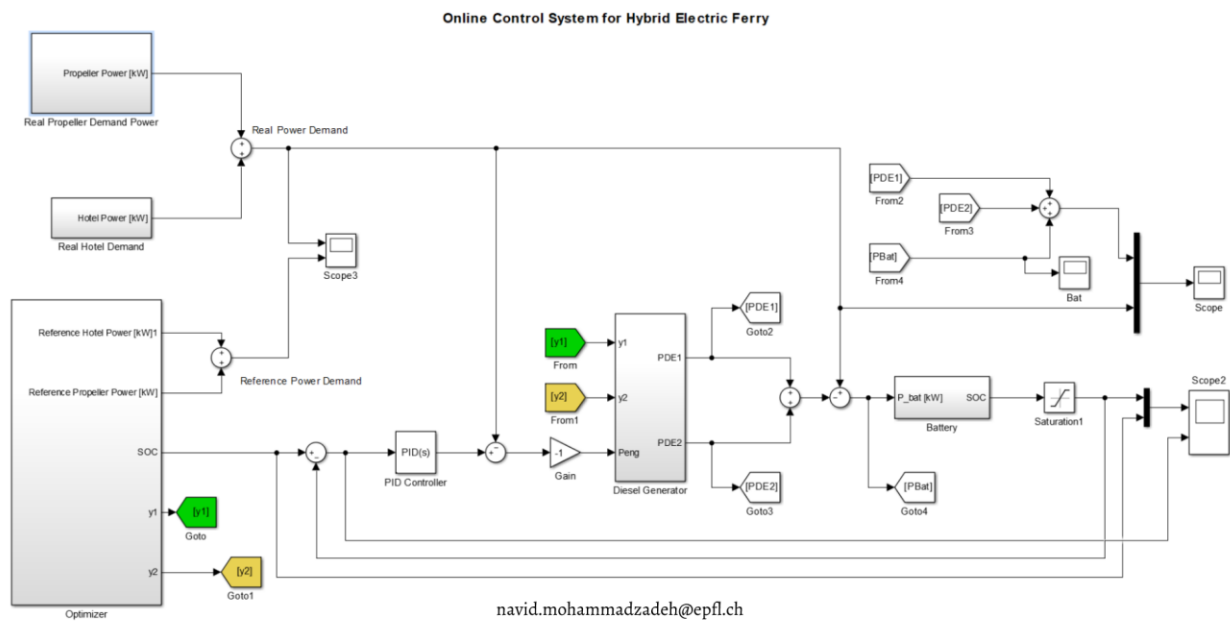 Online Control System for Hybrid Electric Ferry
Propeller Power [kW]
Real Propeller Demand Power
Real Power Demand
Hotel Power [kW]
Real Hotel Demand
Scope3
[PDE1]
From2
[PDE2]
From3
[PBat]
From4
Bat
Scope
Reference Hotel Power [kW]1
Reference Propeller Power [kW]
Reference Power Demand
SOC
y1
y2
Optimizer
[y1]
Goto
[y2]
Goto1
PID(s)
PID Controller
-1
Gain
[y1]
From
[y2]
From1
y1
y2
Peng
PDE1
PDE2
Diesel Generator
[PDE1]
Goto2
[PDE2]
Goto3
P_bat [kW]
SOC
Battery
[PBat]
Goto4
Saturation1
Scope2
navid.mohammadzadeh@epfl.ch